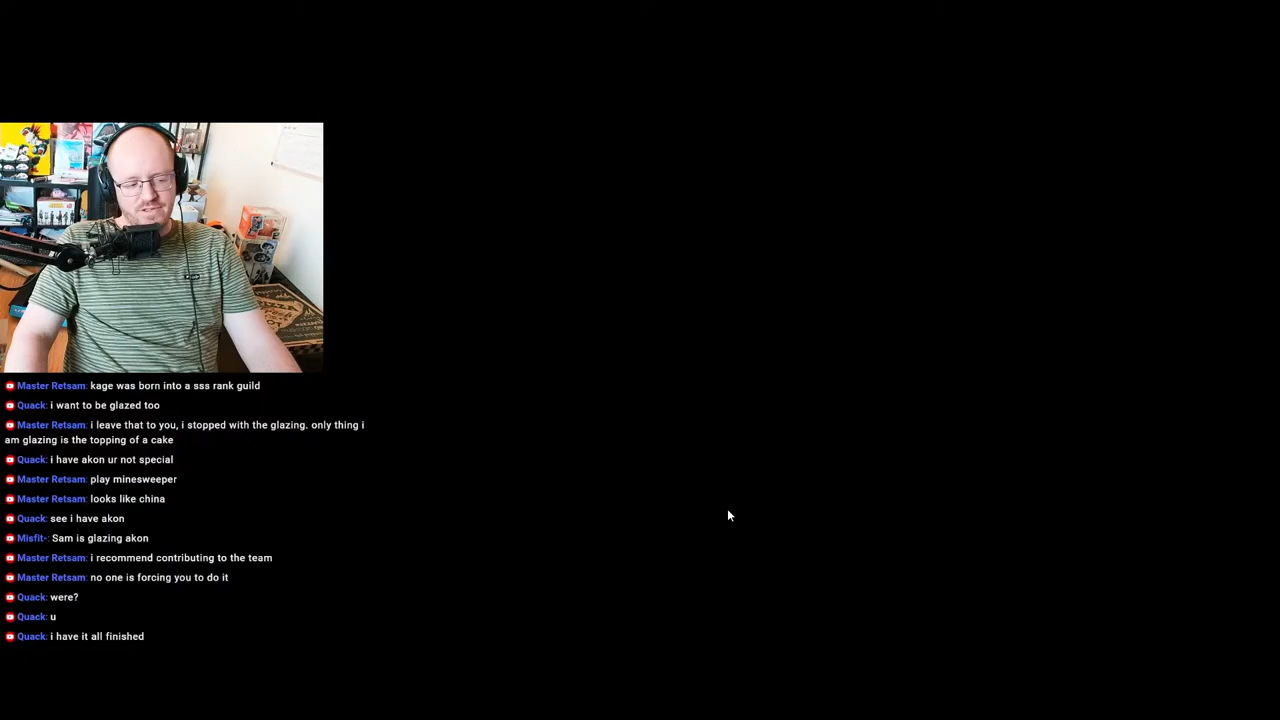 Master Retsam: kage was born into a sss rank guild
Quack: i want to be glazed too
Master Retsam: i leave that to you, i stopped with the glazing. only thing i
am glazing is the topping of a cake
Quack: i have akon ur not special
Master Retsam: play minesweeper
Master Retsam: looks like china
Quack: see i have akon
Misfit-: Sam is glazing akon
Master Retsam: i recommend contributing to the team
Master Retsam: no one is forcing you to do it
Quack: were?
Quack: u
Quack: i have it all finished